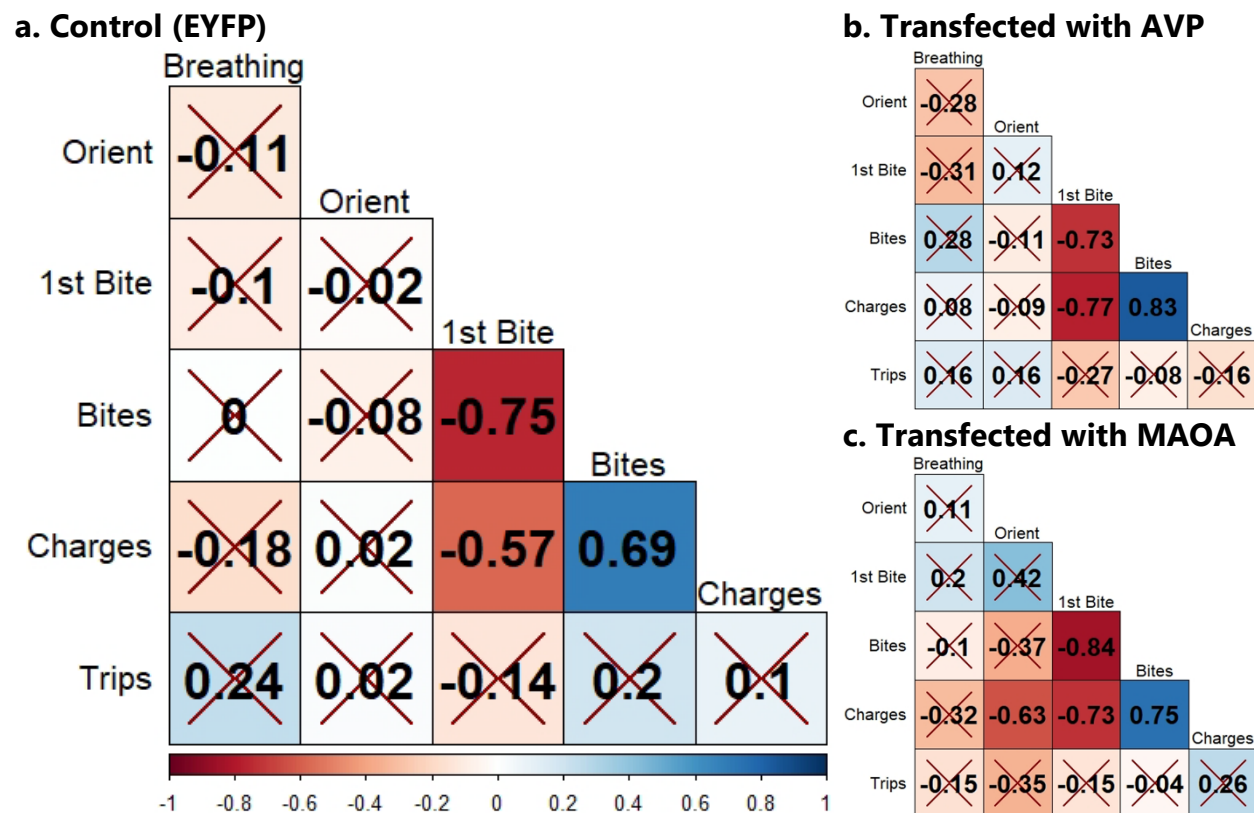 a. Control (EYFP)
Breathing
Orient -0.11
Orient
1st Bite -0.1 -0.02
1st Bite
Bites 0 -0.08 -0.75
Bites
Charges -0.18 0.02 -0.57 0.69
Charges
Trips 0.24 0.02 -0.14 0.2 0.1
-1 -0.8 -0.6 -0.4 -0.2 0 0.2 0.4 0.6 0.8 1
b. Transfected with AVP
Breathing
Orient -0.28
Orient
1st Bite -0.31 0.12
1st Bite
Bites 0.28 -0.11 -0.73
Bites
Charges 0.08 -0.09 -0.77 0.83
Charges
Trips 0.16 0.16 -0.27 -0.08 -0.16
c. Transfected with MAOA
Breathing
Orient 0.11
Orient
1st Bite 0.2 0.42
1st Bite
Bites -0.1 -0.37 -0.84
Bites
Charges -0.32 -0.63 -0.73 0.75
Charges
Trips -0.15 -0.35 -0.15 -0.04 0.26